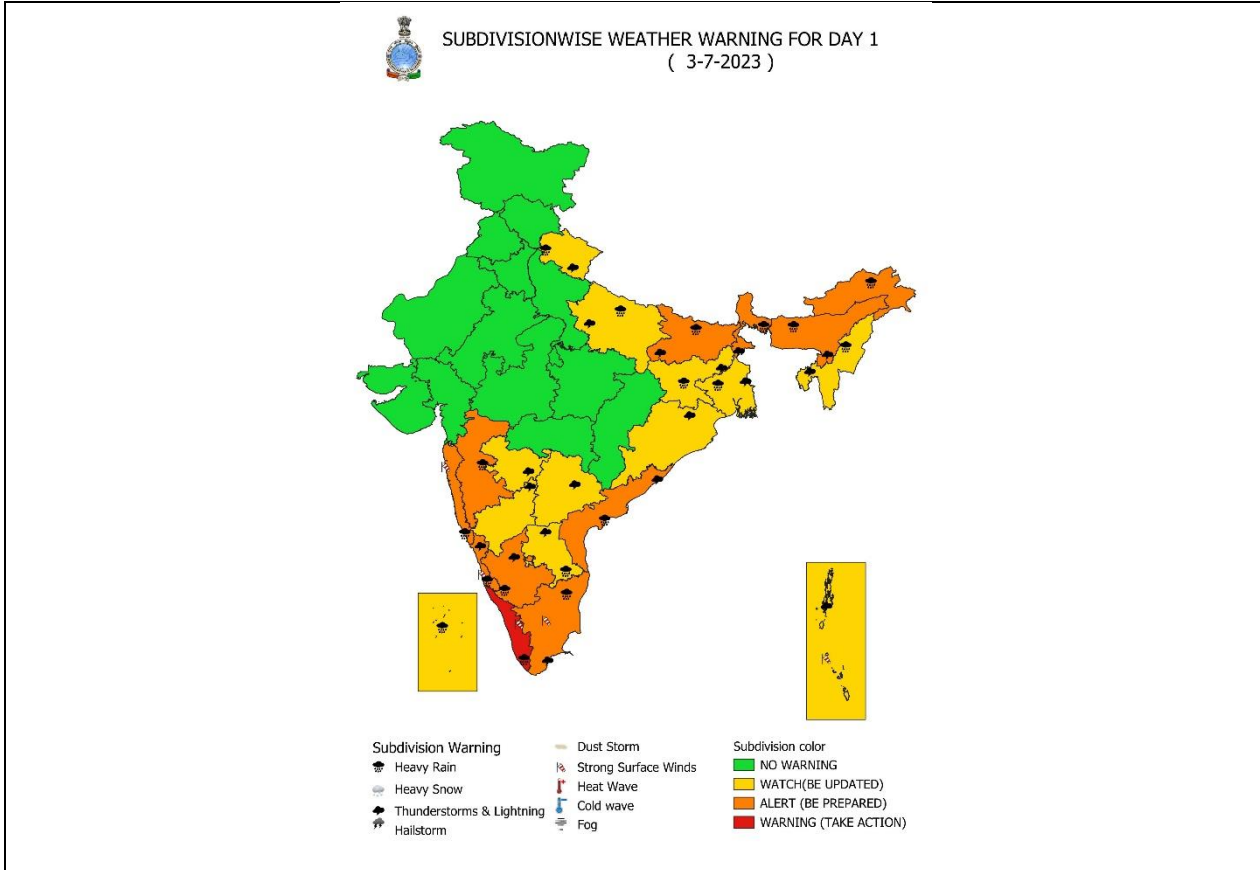 SUBDIVISIONWISE WEATHER WARNING FOR DAY 1
( 3-7-2023 )
Subdivision Warning
Heavy Rain
Heavy Snow
Thunderstorms & Lightning
Hailstorm
Dust Storm
Strong Surface Winds
Heat Wave
Cold wave
Fog
Subdivision color
NO WARNING
WATCH(BE UPDATED)
ALERT (BE PREPARED)
WARNING (TAKE ACTION)